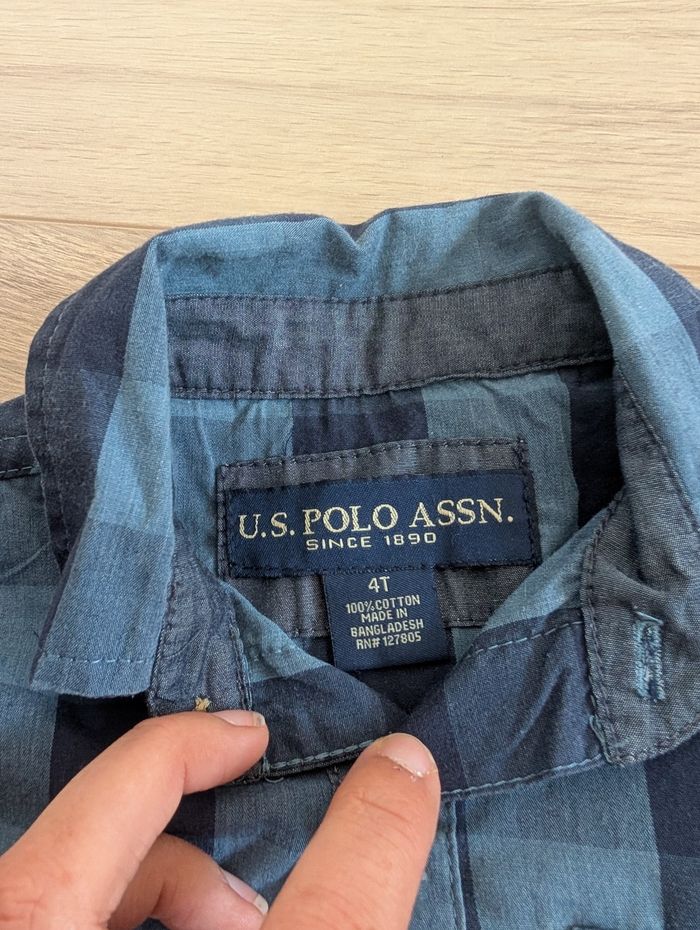 U.S. POLO ASSN.
SINCE 1890
4T
100% COTTON
MADE IN
BANGLADESH
RN# 127805